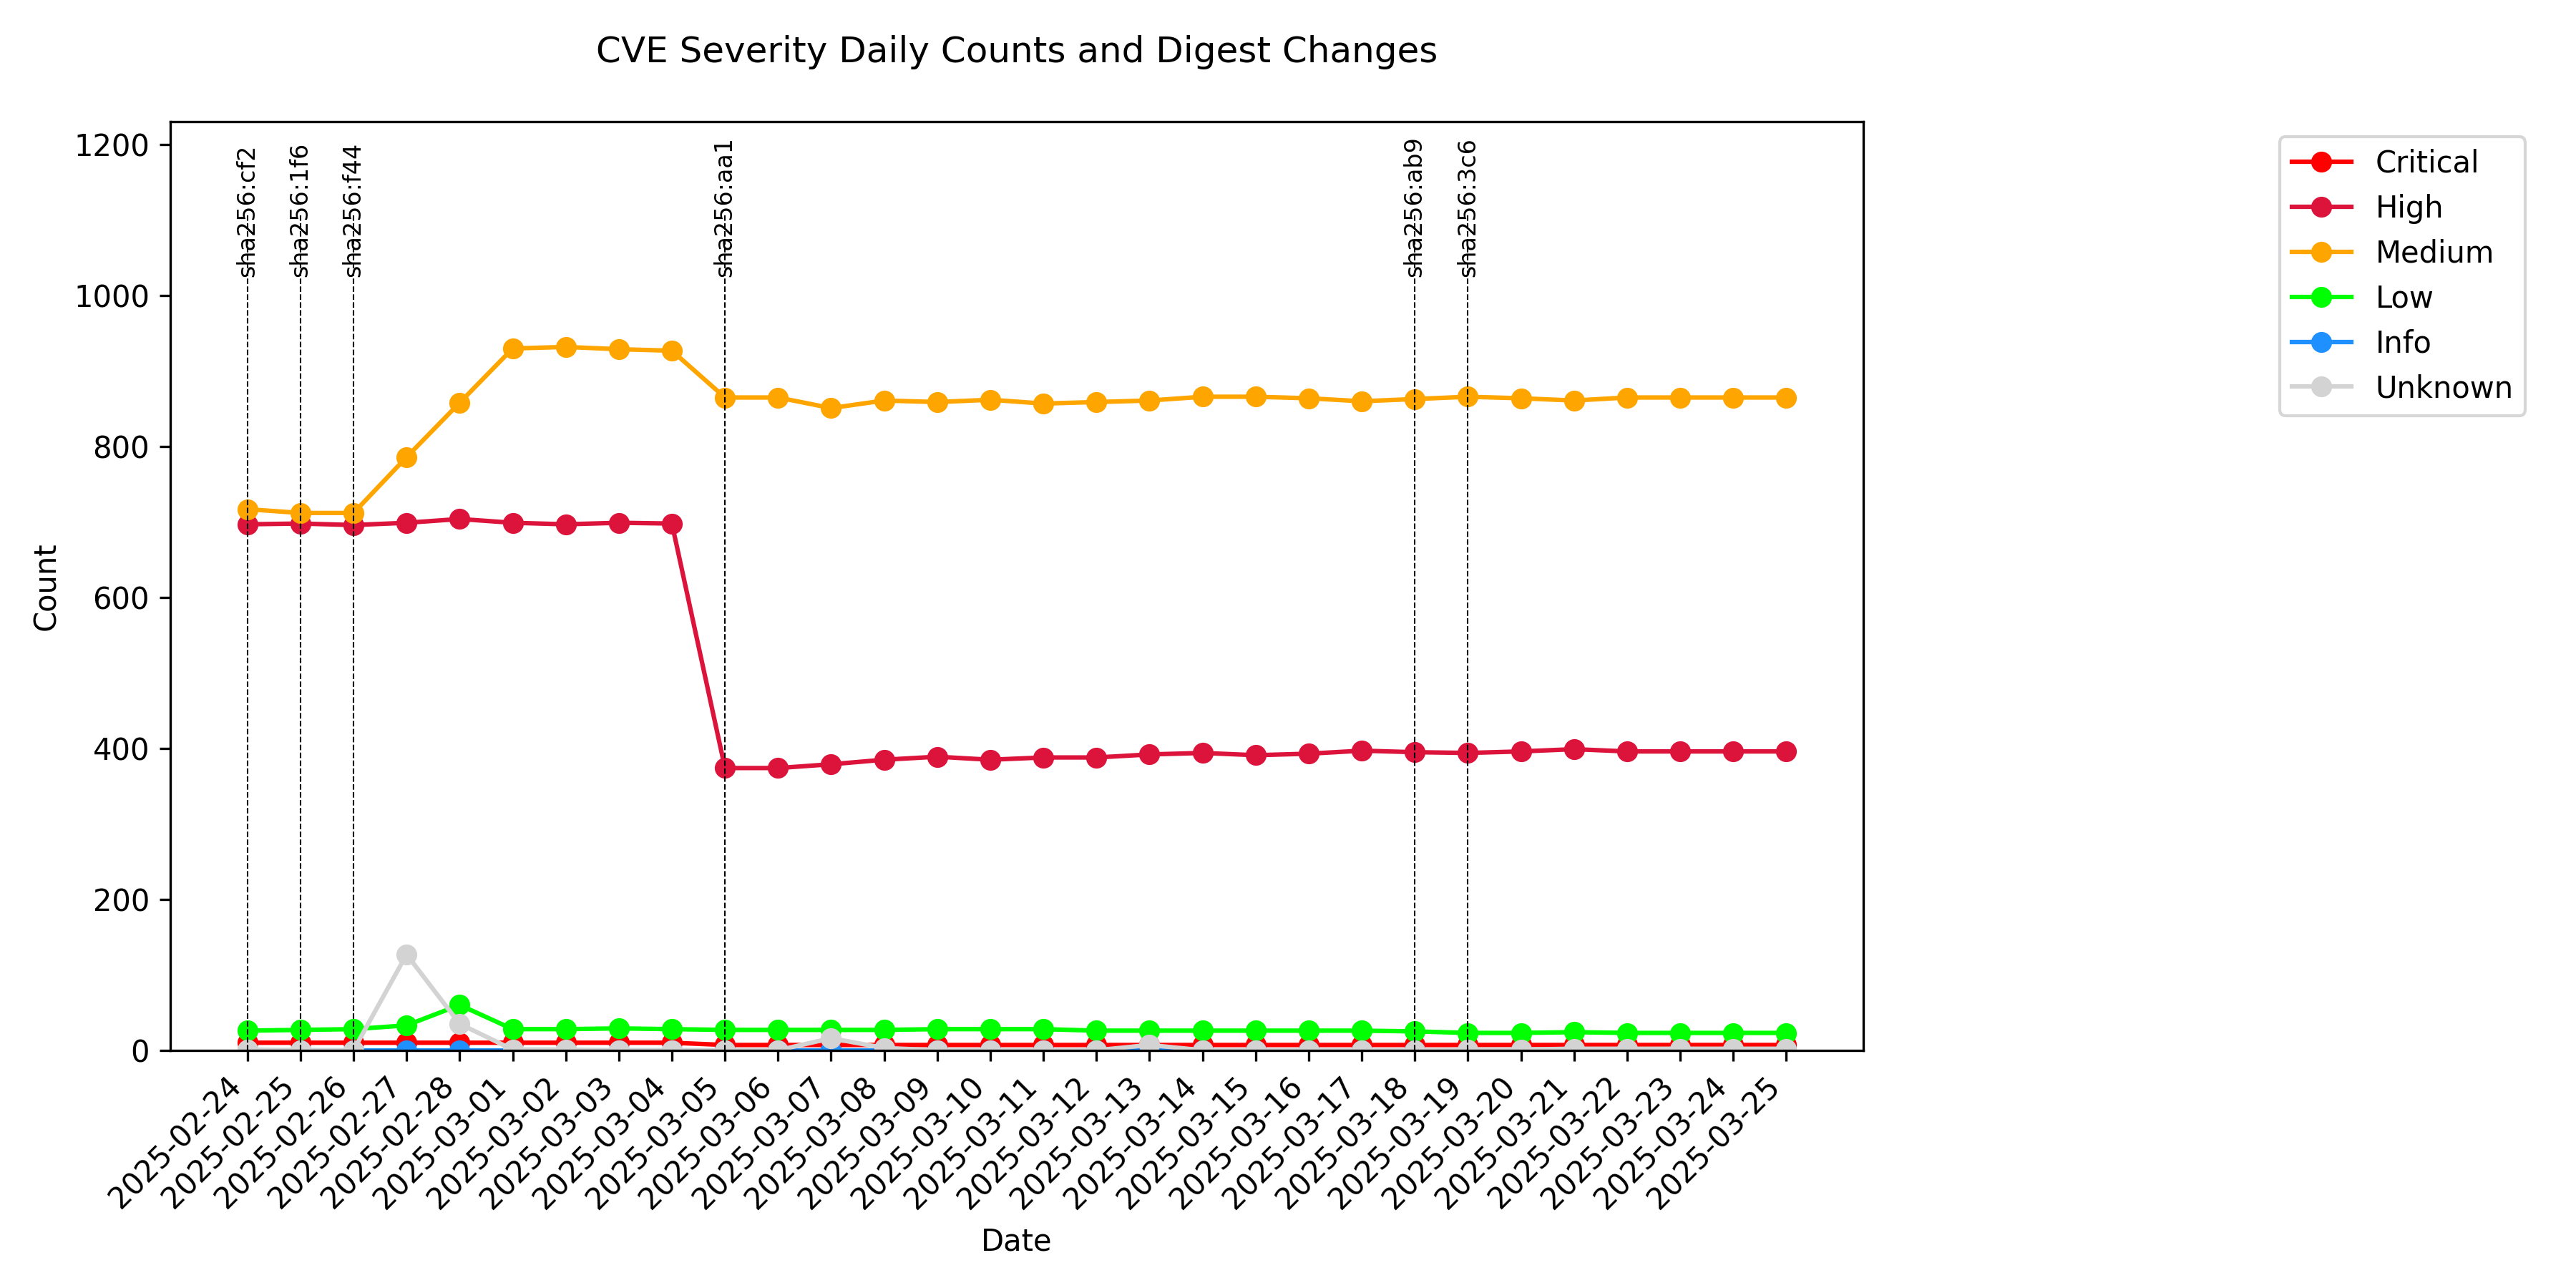 CVE Severity Daily Counts and Digest Changes
1200
1000
800
600
400
200
0
Count
sha256:cf2
sha256:1f6
sha256:f44
sha256:aa1
sha256:ab9
sha256:3c6
Critical
High
Medium
Low
Info
Unknown
2025-02-24
2025-02-25
2025-02-26
2025-02-27
2025-02-28
2025-03-01
2025-03-02
2025-03-03
2025-03-04
2025-03-05
2025-03-06
2025-03-07
2025-03-08
2025-03-09
2025-03-10
2025-03-11
2025-03-12
2025-03-13
2025-03-14
2025-03-15
2025-03-16
2025-03-17
2025-03-18
2025-03-19
2025-03-20
2025-03-21
2025-03-22
2025-03-23
2025-03-24
2025-03-25
Date